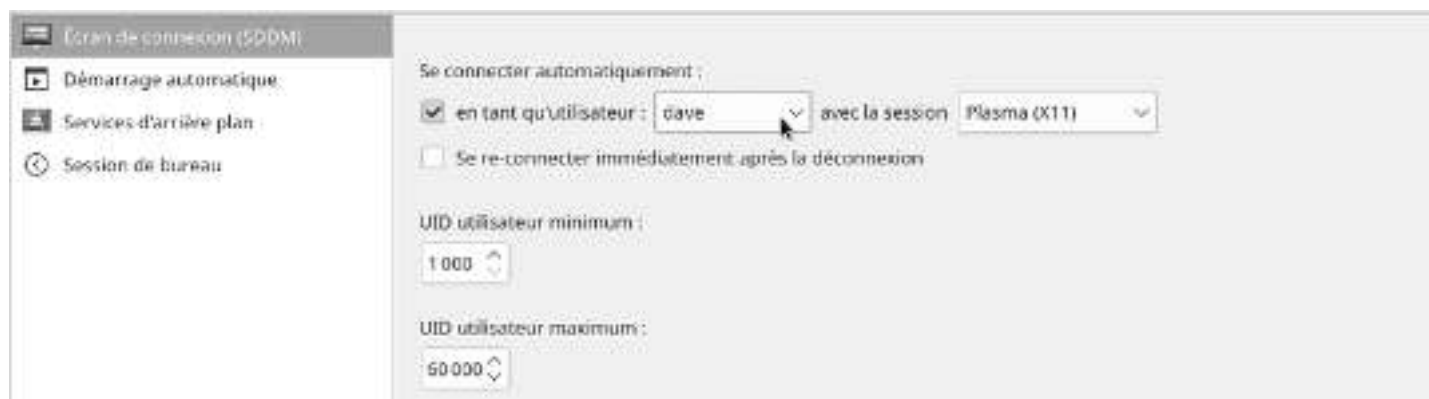 Écran de connexion (SDDM)
Démarrage automatique
Services d'arrière plan
Session de bureau
Se connecter automatiquement :
en tant qu'utilisateur : dave avec la session Plasma (X11)
Se re-connecter immédiatement après la déconnexion
UID utilisateur minimum :
1 000
UID utilisateur maximum :
60 000